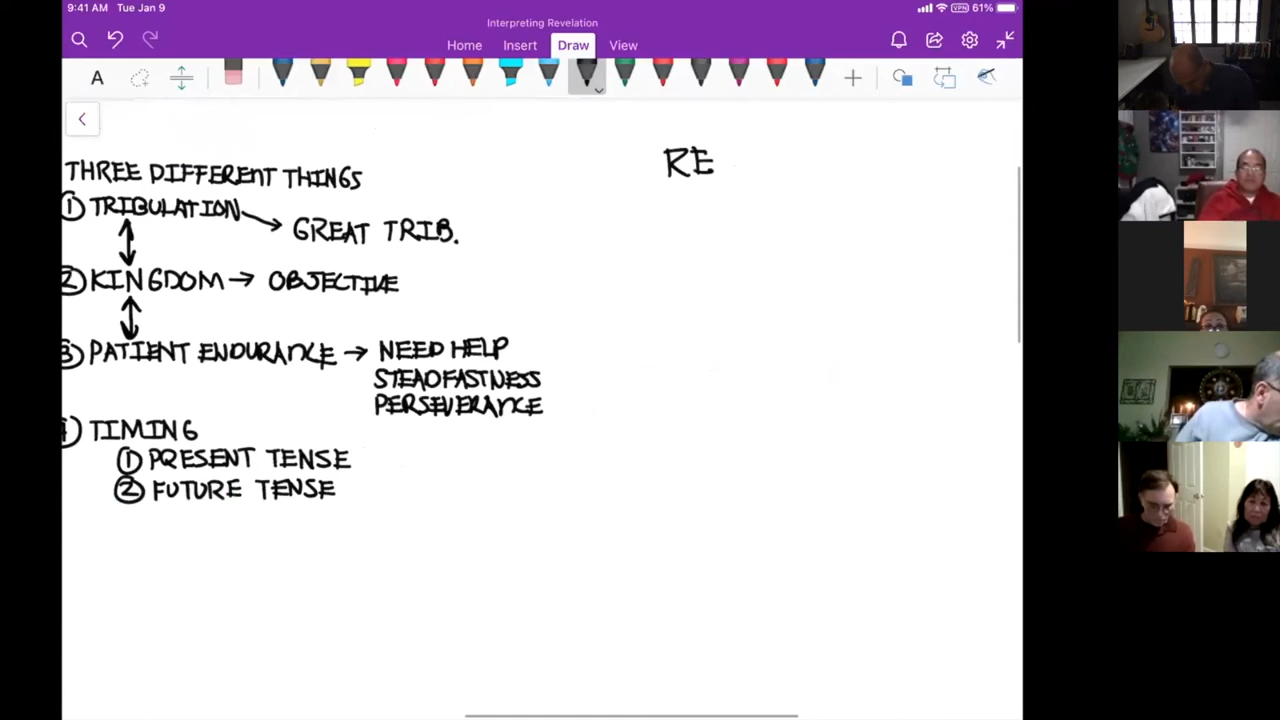 9:41 AM Tue Jan 9
VPN 61%
Interpreting Revelation
Home Insert Draw View
A
THREE DIFFERENT THINGS
① TRIBULATION → GREAT TRIB.
② KINGDOM → OBJECTIVE
③ PATIENT ENDURANCE → NEED HELP
STEADFASTNESS
PERSEVERANCE
TIMING
① PRESENT TENSE
② FUTURE TENSE
RE